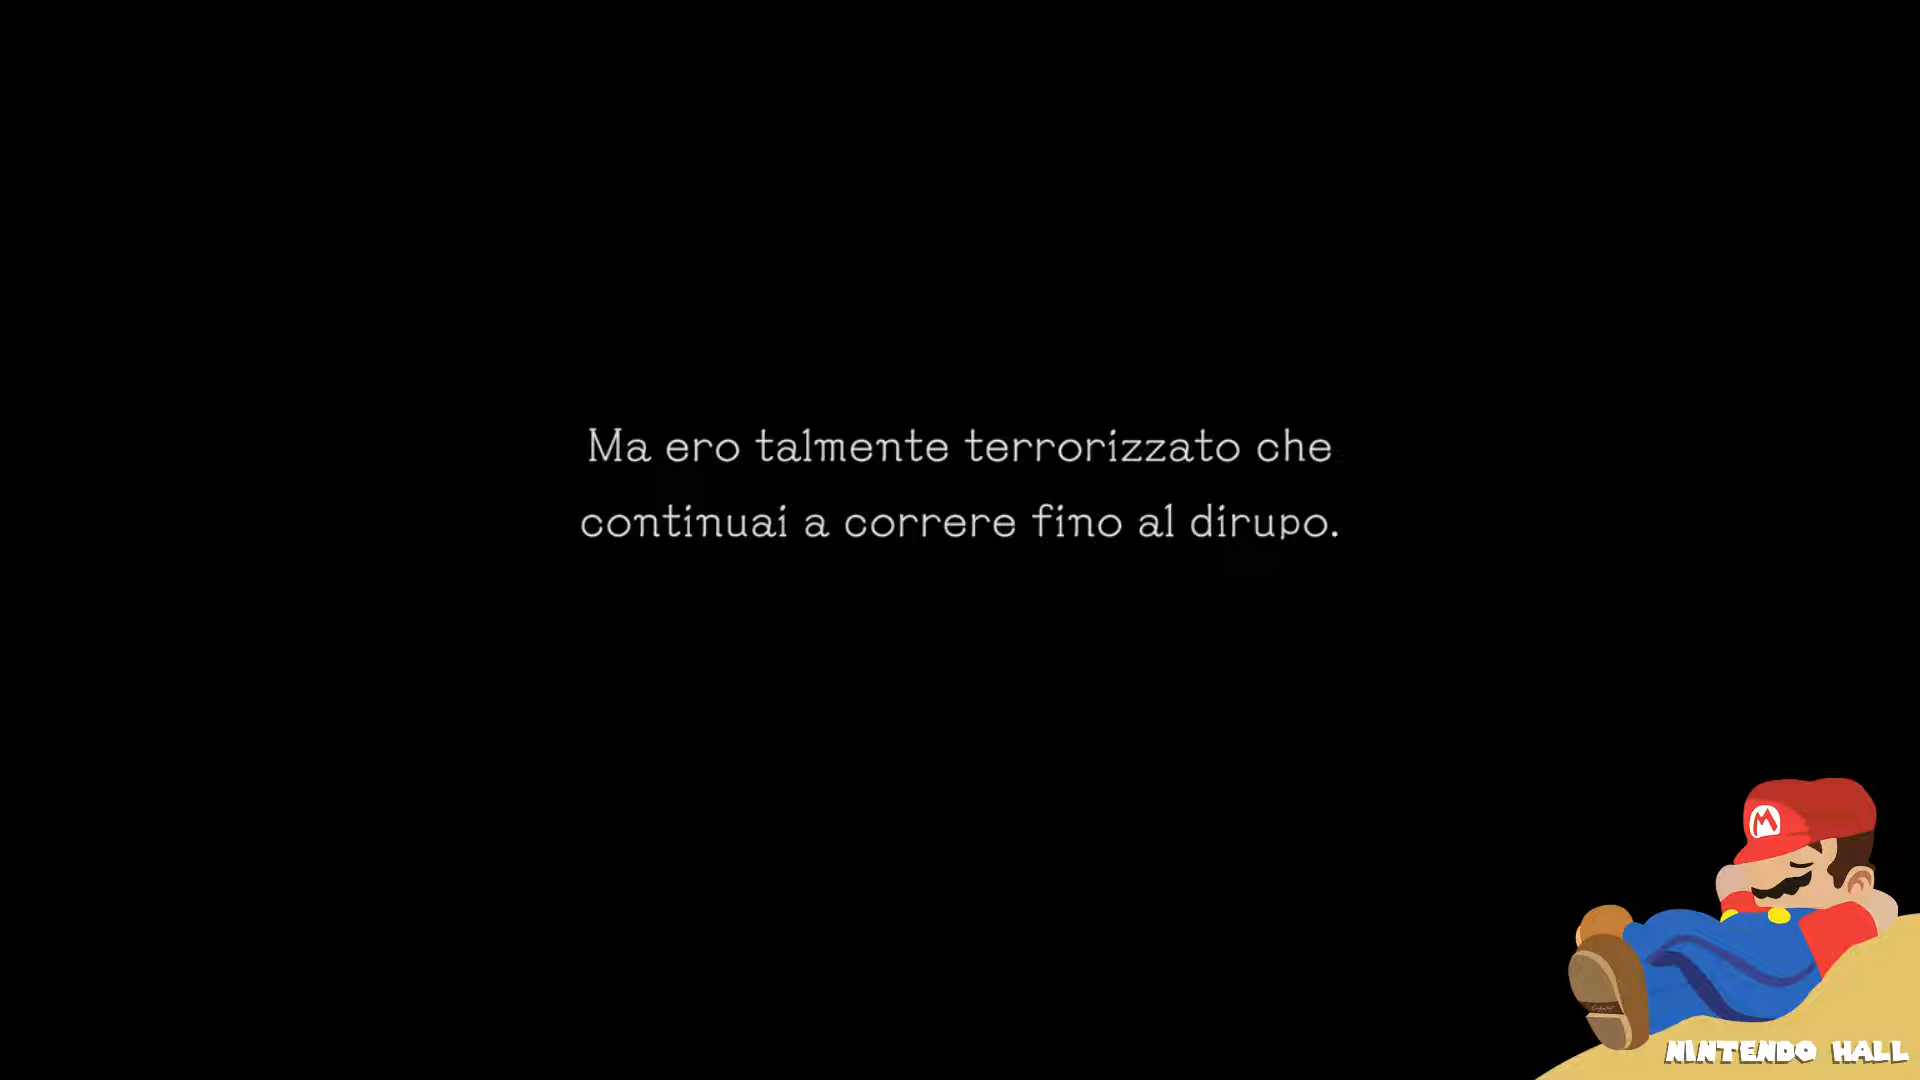 Ma ero talmente terrorizzato che
continuai a correre fino al dirupo.
M
NINTENDO HALL